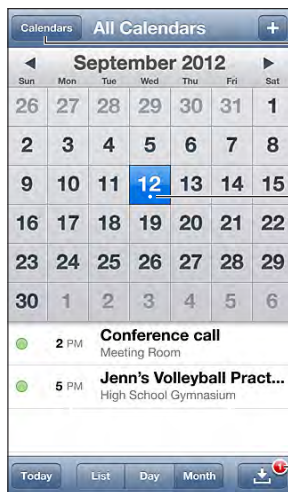 Calendars All Calendars +
September 2012
Sun Mon Tue Wed Thu Fri Sat
26 27 28 29 30 31 1
2 3 4 5 6 7 8
9 10 11 12 13 14 15
16 17 18 19 20 21 22
23 24 25 26 27 28 29
30 1 2 3 4 5 6
2 PM Conference call
Meeting Room
5 PM Jenn's Volleyball Pract...
High School Gymnasium
Today List Day Month